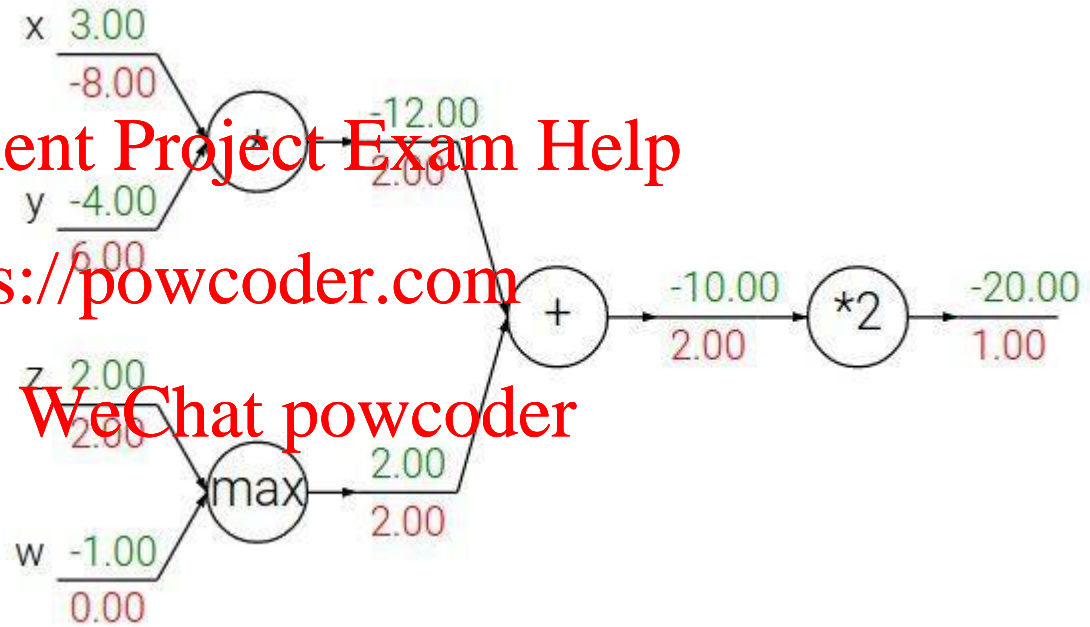 x 3.00
-8.00
-12.00
*
ent Project Exam Help
2.00
y -4.00
6.00
s://powcoder.com
-10.00
-20.00
+
*2
2.00
1.00
z 2.00
2.00
WeChat powcoder
2.00
max
2.00
w -1.00
0.00